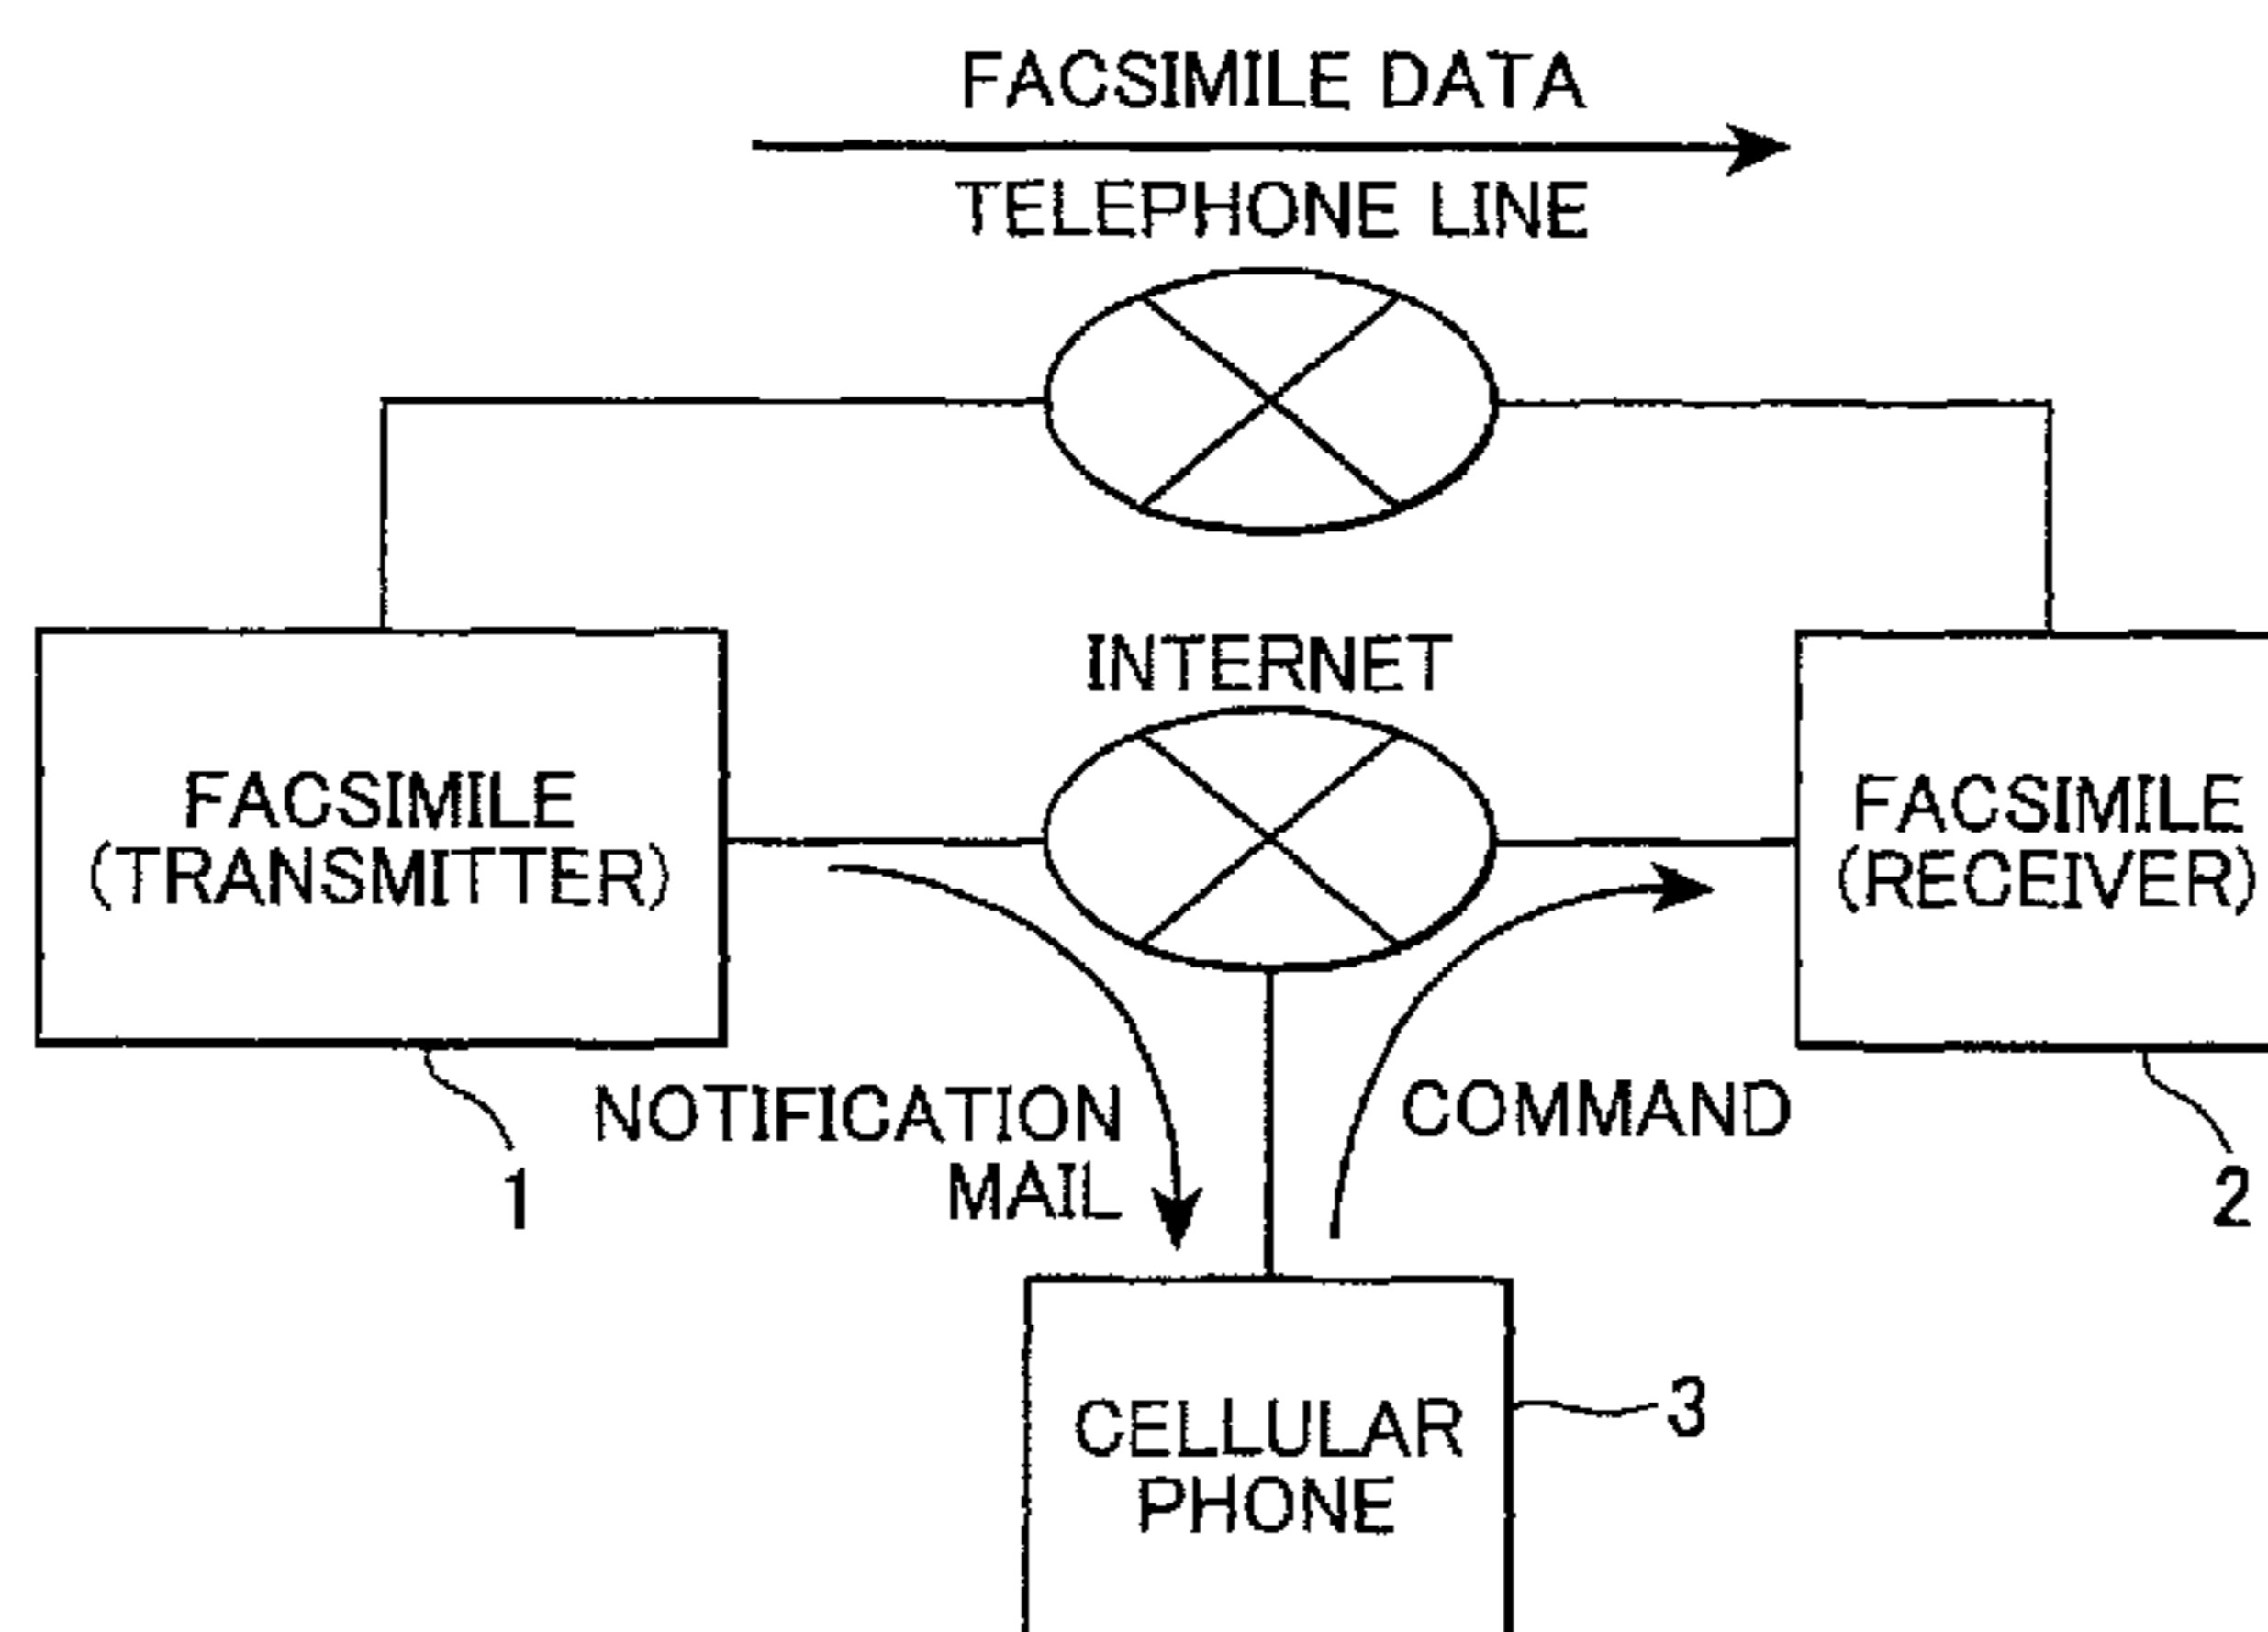 FACSIMILE DATA
TELEPHONE LINE
INTERNET
FACSIMILE
(TRANSMITTER)
FACSIMILE
(RECEIVER)
NOTIFICATION
MAIL
COMMAND
1
2
CELLULAR
PHONE
3